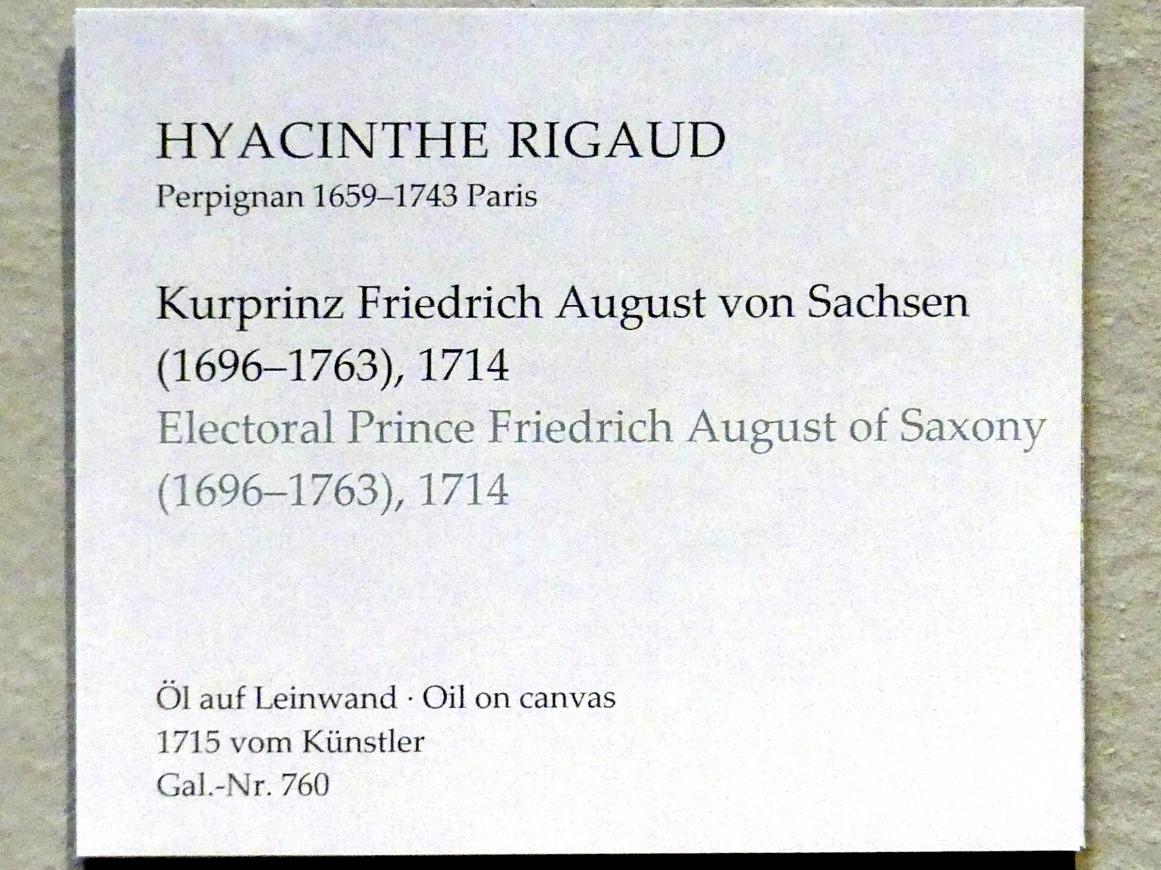 HYACINTHE RIGAUD
Perpignan 1659–1743 Paris
Kurprinz Friedrich August von Sachsen
(1696–1763), 1714
Electoral Prince Friedrich August of Saxony
(1696–1763), 1714
Öl auf Leinwand · Oil on canvas
1715 vom Künstler
Gal.-Nr. 760